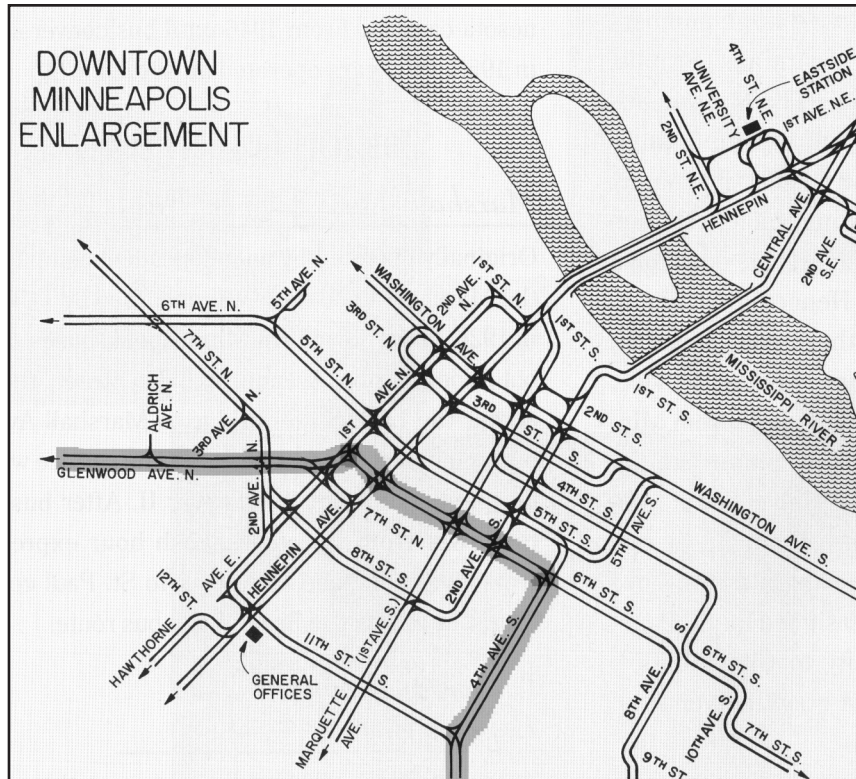 DOWNTOWN
MINNEAPOLIS
ENLARGEMENT
4TH ST. N.E.
UNIVERSITY
AVE. N.E.
EASTSIDE
STATION
1ST AVE. N.E.
2ND ST. N.E.
HENNEPIN
CENTRAL AVE.
2ND AVE.
S.E.
MISSISSIPPI RIVER
6TH AVE. N.
5TH AVE. N.
7TH ST. N.
5TH ST. N.
WASHINGTON
AVE.
3RD ST. N.
2ND AVE.
N.
1ST ST. N.
1ST ST. S.
1ST ST. S.
ALDRICH
AVE. N.
3RD AVE. N.
1ST
AVE. N.
3RD
ST.
S.
2ND ST. S.
GLENWOOD AVE. N.
2ND AVE. N.
4TH ST. S.
WASHINGTON AVE. S.
7TH ST. N.
5TH ST. S.
5TH AVE. S.
HENNEPIN
AVE.
8TH ST. S.
2ND AVE. S.
6TH ST. S.
AVE. E.
12TH ST.
HAWTHORNE
GENERAL
OFFICES
11TH ST. S.
(1ST AVE. S.)
MARQUETTE
AVE.
4TH AVE. S.
8TH AVE. S.
6TH ST. S.
10TH AVE. S.
7TH ST. S.
9TH ST.